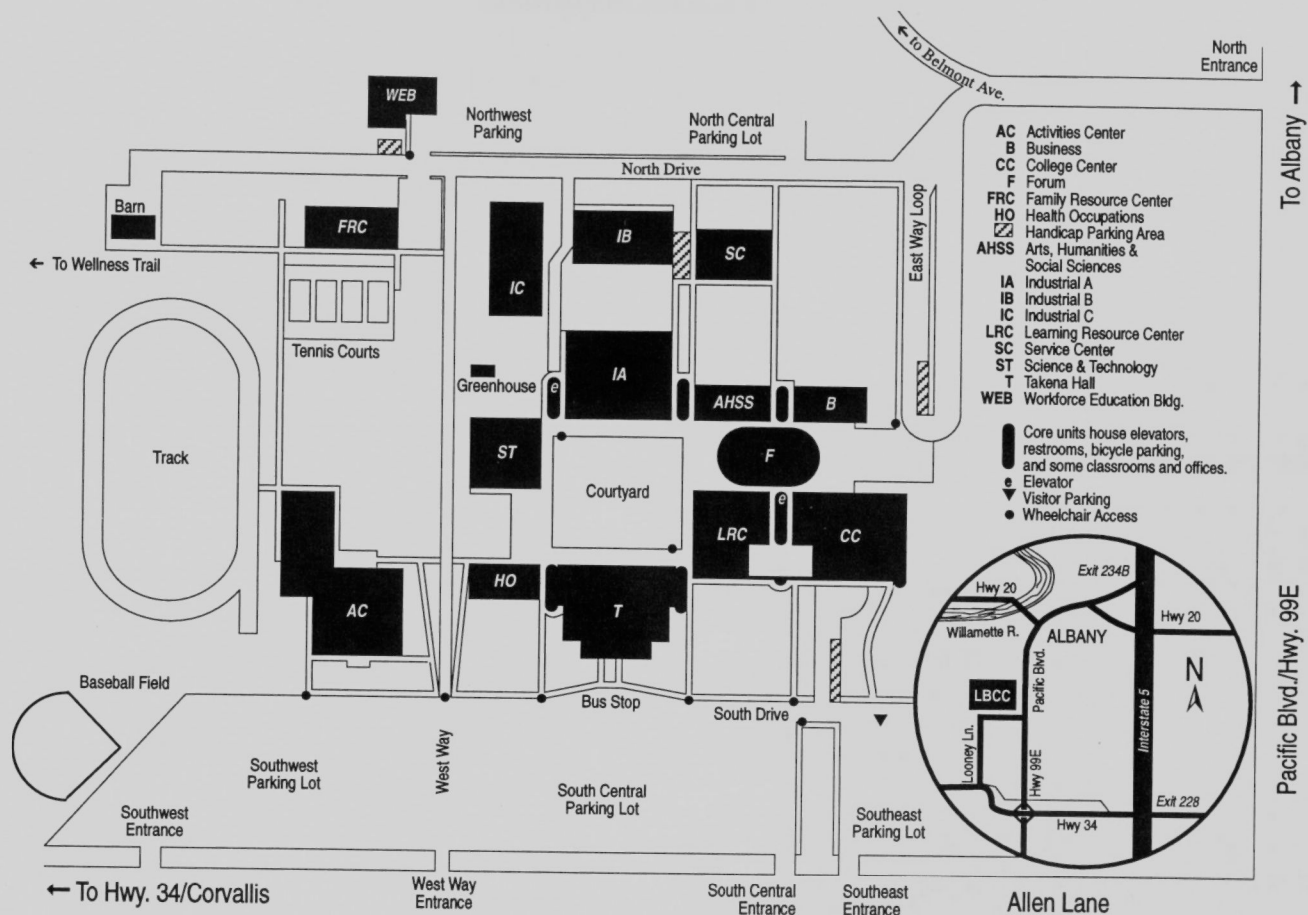 ← to Belmont Ave.
North
Entrance
To Albany →
WEB
Northwest
Parking
North Central
Parking Lot
North Drive
AC Activities Center
B Business
CC College Center
F Forum
FRC Family Resource Center
HO Health Occupations
Handicap Parking Area
AHSS Arts, Humanities &
Social Sciences
IA Industrial A
IB Industrial B
IC Industrial C
LRC Learning Resource Center
SC Service Center
ST Science & Technology
T Takena Hall
WEB Workforce Education Bldg.
Core units house elevators,
restrooms, bicycle parking,
and some classrooms and offices.
e Elevator
Visitor Parking
Wheelchair Access
Barn
FRC
IB
SC
East Way Loop
← To Wellness Trail
IC
Tennis Courts
Greenhouse
e
IA
AHSS
B
Track
ST
F
Courtyard
LRC
e
CC
HO
AC
T
Baseball Field
Bus Stop
South Drive
Southwest
Parking Lot
West Way
South Central
Parking Lot
Southeast
Parking Lot
Southwest
Entrance
← To Hwy. 34/Corvallis
West Way
Entrance
South Central
Entrance
Southeast
Entrance
Allen Lane
Pacific Blvd./Hwy. 99E
Exit 234B
Hwy 20
Hwy 20
Willamette R.
ALBANY
Pacific Blvd.
N
LBCC
Interstate 5
Looney Ln.
Hwy 99E
Exit 228
Hwy 34